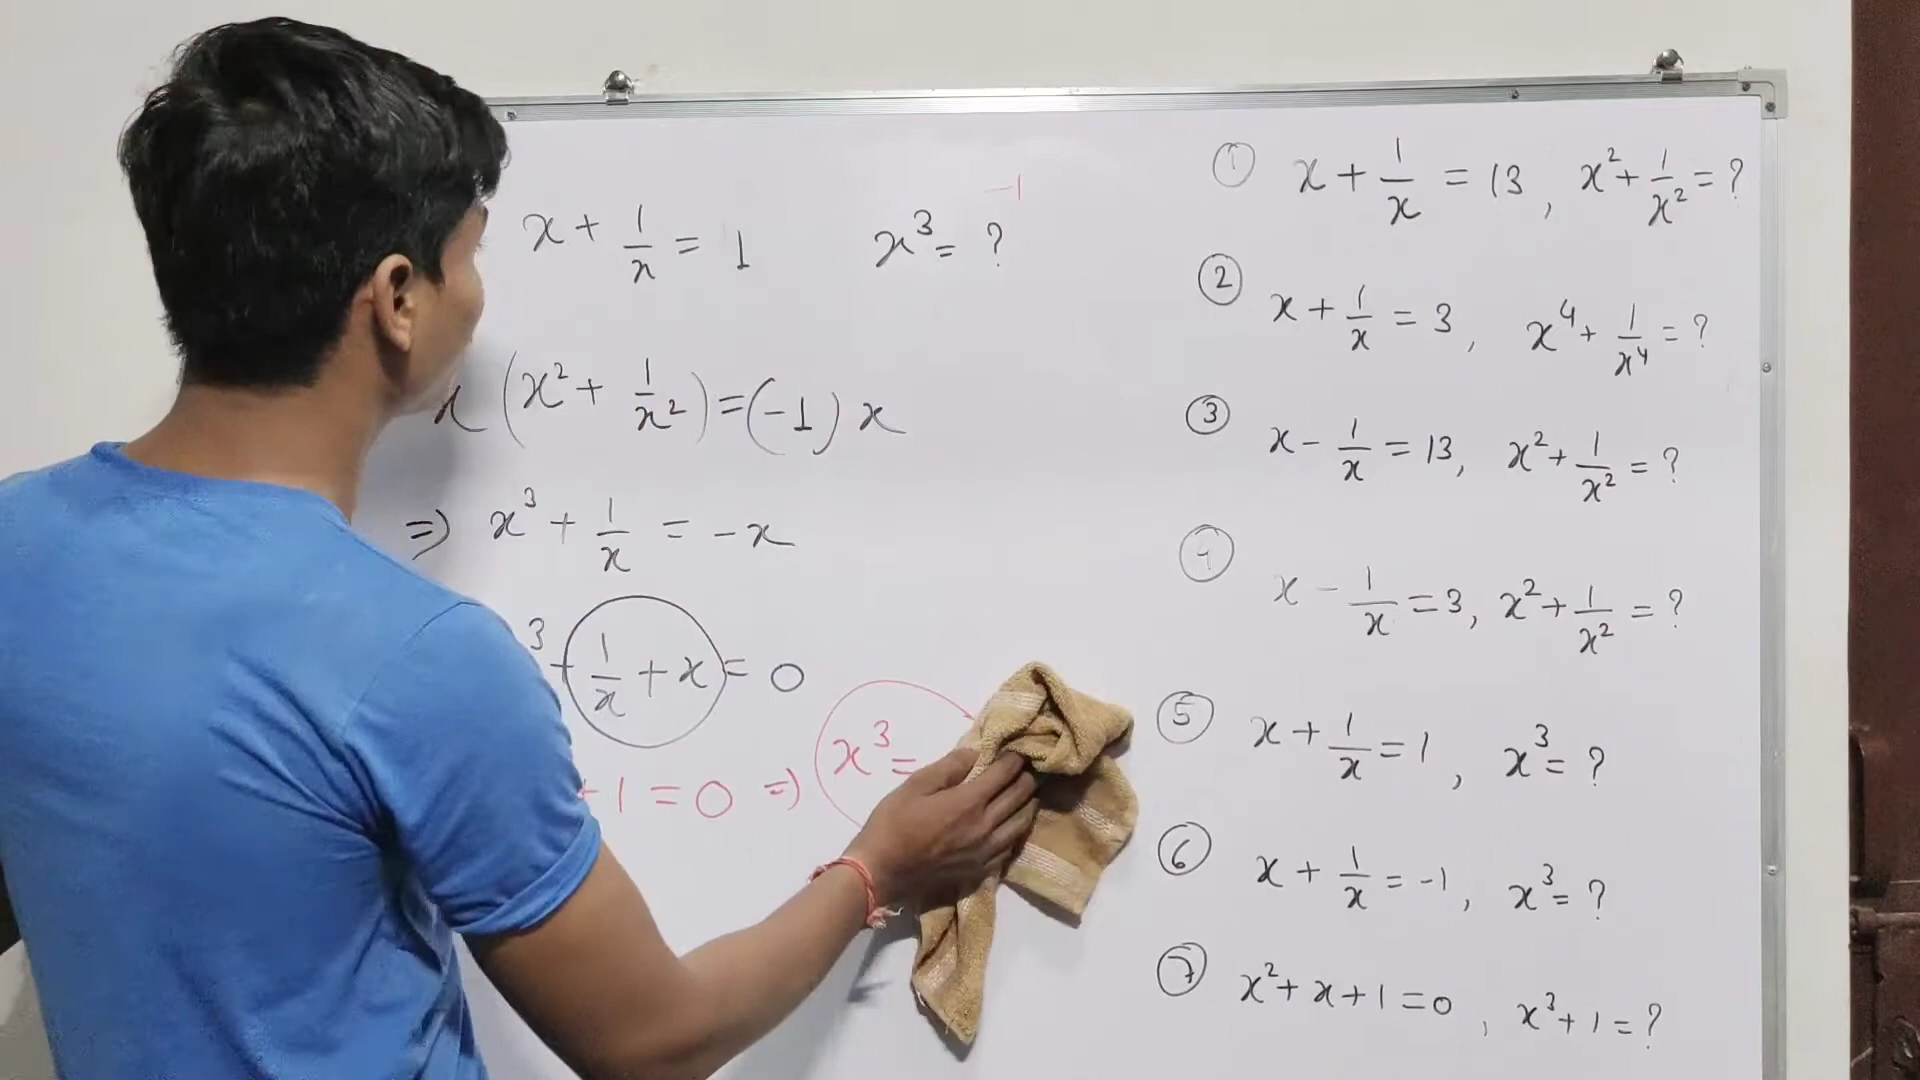 -1
x + 1/x = 1    x³ = ?
x (x² + 1/x²) = (-1) x
=> x³ + 1/x = -x
3 + 1/x + x = 0
+1 = 0 => x³ =
① x + 1/x = 13, x² + 1/x² = ?
② x + 1/x = 3, x⁴ + 1/x⁴ = ?
③ x - 1/x = 13, x² + 1/x² = ?
④ x - 1/x = 3, x² + 1/x² = ?
⑤ x + 1/x = 1, x³ = ?
⑥ x + 1/x = -1, x³ = ?
⑦ x² + x + 1 = 0, x³ + 1 = ?